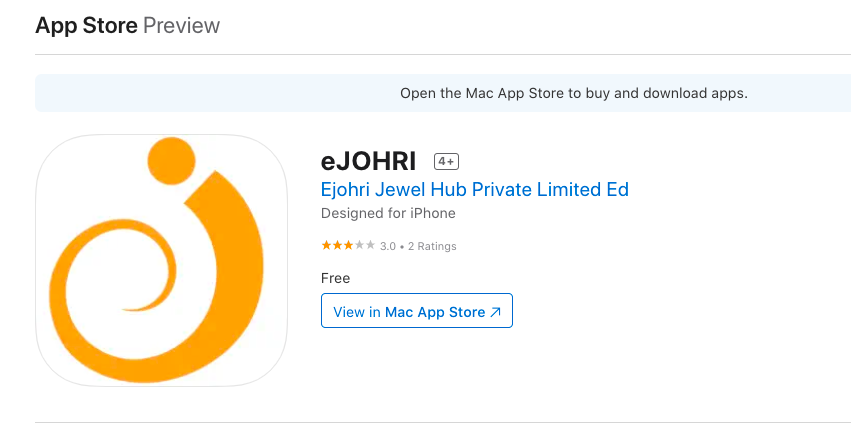 App Store Preview
Open the Mac App Store to buy and download apps.
eJOHRI 4+
Ejohri Jewel Hub Private Limited Ed
Designed for iPhone
3.0 • 2 Ratings
Free
View in Mac App Store